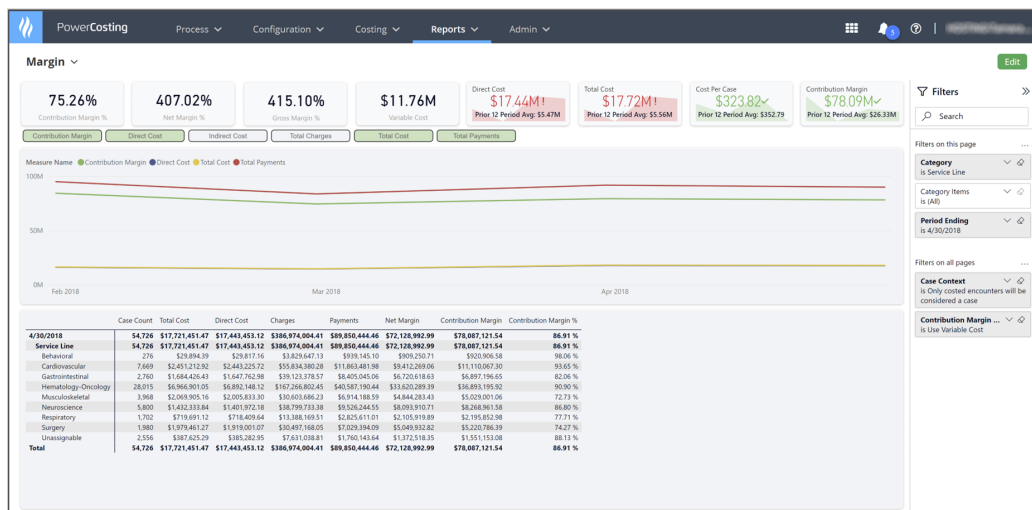 PowerCosting Process Configuration Costing Reports Admin 5
Margin Edit
75.26% 407.02% 415.10% $11.76M
Contribution Margin % Net Margin % Gross Margin % Variable Cost
Direct Cost
$17.44M!
Prior 12 Period Avg: $5.47M
Total Cost
$17.72M!
Prior 12 Period Avg: $5.56M
Cost Per Case
$323.82
Prior 12 Period Avg: $352.79
Contribution Margin
$78.09M
Prior 12 Period Avg: $26.33M
Contribution Margin Direct Cost Indirect Cost Total Charges Total Cost Total Payments
Measure Name Contribution Margin Direct Cost Total Cost Total Payments
100M
50M
0M
Feb 2018 Mar 2018 Apr 2018
Case Count Total Cost Direct Cost Charges Payments Net Margin Contribution Margin Contribution Margin %
4/30/2018 54,726 $17,721,451.47 $17,443,453.12 $386,974,004.41 $89,850,444.46 $72,128,992.99 $78,087,121.54 86.91 %
Service Line 54,726 $17,721,451.47 $17,443,453.12 $386,974,004.41 $89,850,444.46 $72,128,992.99 $78,087,121.54 86.91 %
Behavioral 276 $29,894.39 $29,817.16 $3,829,647.13 $939,145.10 $909,250.71 $920,906.58 98.06 %
Cardiovascular 7,669 $2,451,212.92 $2,443,225.72 $55,834,380.28 $11,863,481.98 $9,412,269.06 $11,110,067.30 93.65 %
Gastrointestinal 2,760 $1,684,426.43 $1,647,762.98 $39,123,378.57 $8,405,045.06 $6,720,618.63 $6,897,196.65 82.06 %
Hematology-Oncology 28,015 $6,966,901.05 $6,892,148.12 $167,266,802.45 $40,587,190.44 $33,620,289.39 $36,893,195.92 90.90 %
Musculoskeletal 3,968 $2,069,905.16 $2,005,833.30 $30,603,686.23 $6,914,188.59 $4,844,283.43 $5,029,001.06 72.73 %
Neuroscience 5,800 $1,432,333.84 $1,401,972.18 $38,799,733.38 $9,526,244.55 $8,093,910.71 $8,268,961.58 86.80 %
Respiratory 1,702 $719,691.12 $718,409.64 $13,388,169.51 $2,825,611.01 $2,105,919.89 $2,195,852.98 77.71 %
Surgery 1,980 $1,979,461.27 $1,919,001.07 $30,497,168.05 $7,029,394.09 $5,049,932.82 $5,220,786.39 74.27 %
Unassignable 2,556 $387,625.29 $385,282.95 $7,631,038.81 $1,760,143.64 $1,372,518.35 $1,551,153.08 88.13 %
Total 54,726 $17,721,451.47 $17,443,453.12 $386,974,004.41 $89,850,444.46 $72,128,992.99 $78,087,121.54 86.91 %
Filters
Search
Filters on this page
Category
is Service Line
Category Items
is (All)
Period Ending
is 4/30/2018
Filters on all pages
Case Context
is Only costed encounters will be
considered a case
Contribution Margin ...
is Use Variable Cost